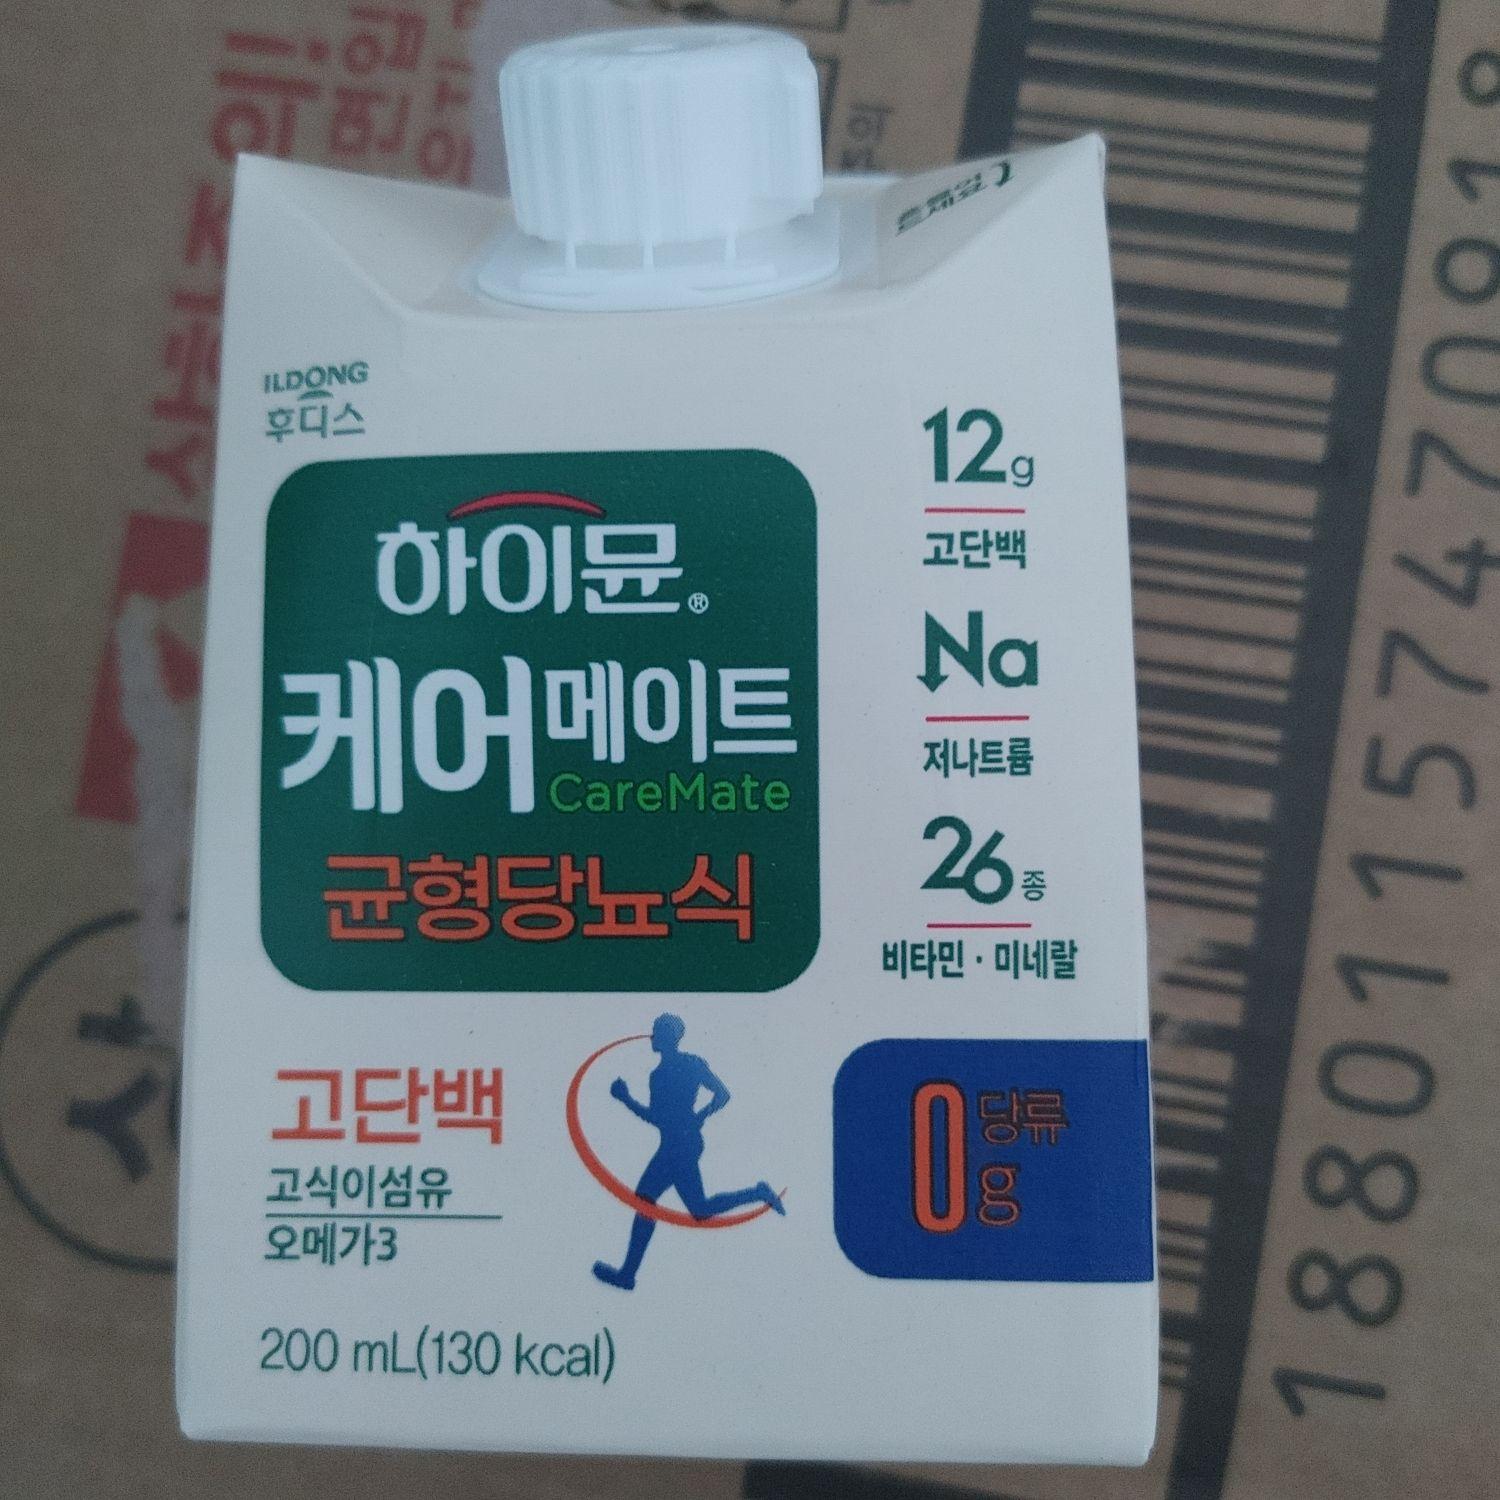 ILDONG
후디스
하이뮨®
케어메이트
CareMate
균형당뇨식
12g
고단백
Na
저나트륨
26종
비타민 · 미네랄
고단백
고식이섬유
오메가3
0g 당류
200 mL(130 kcal)